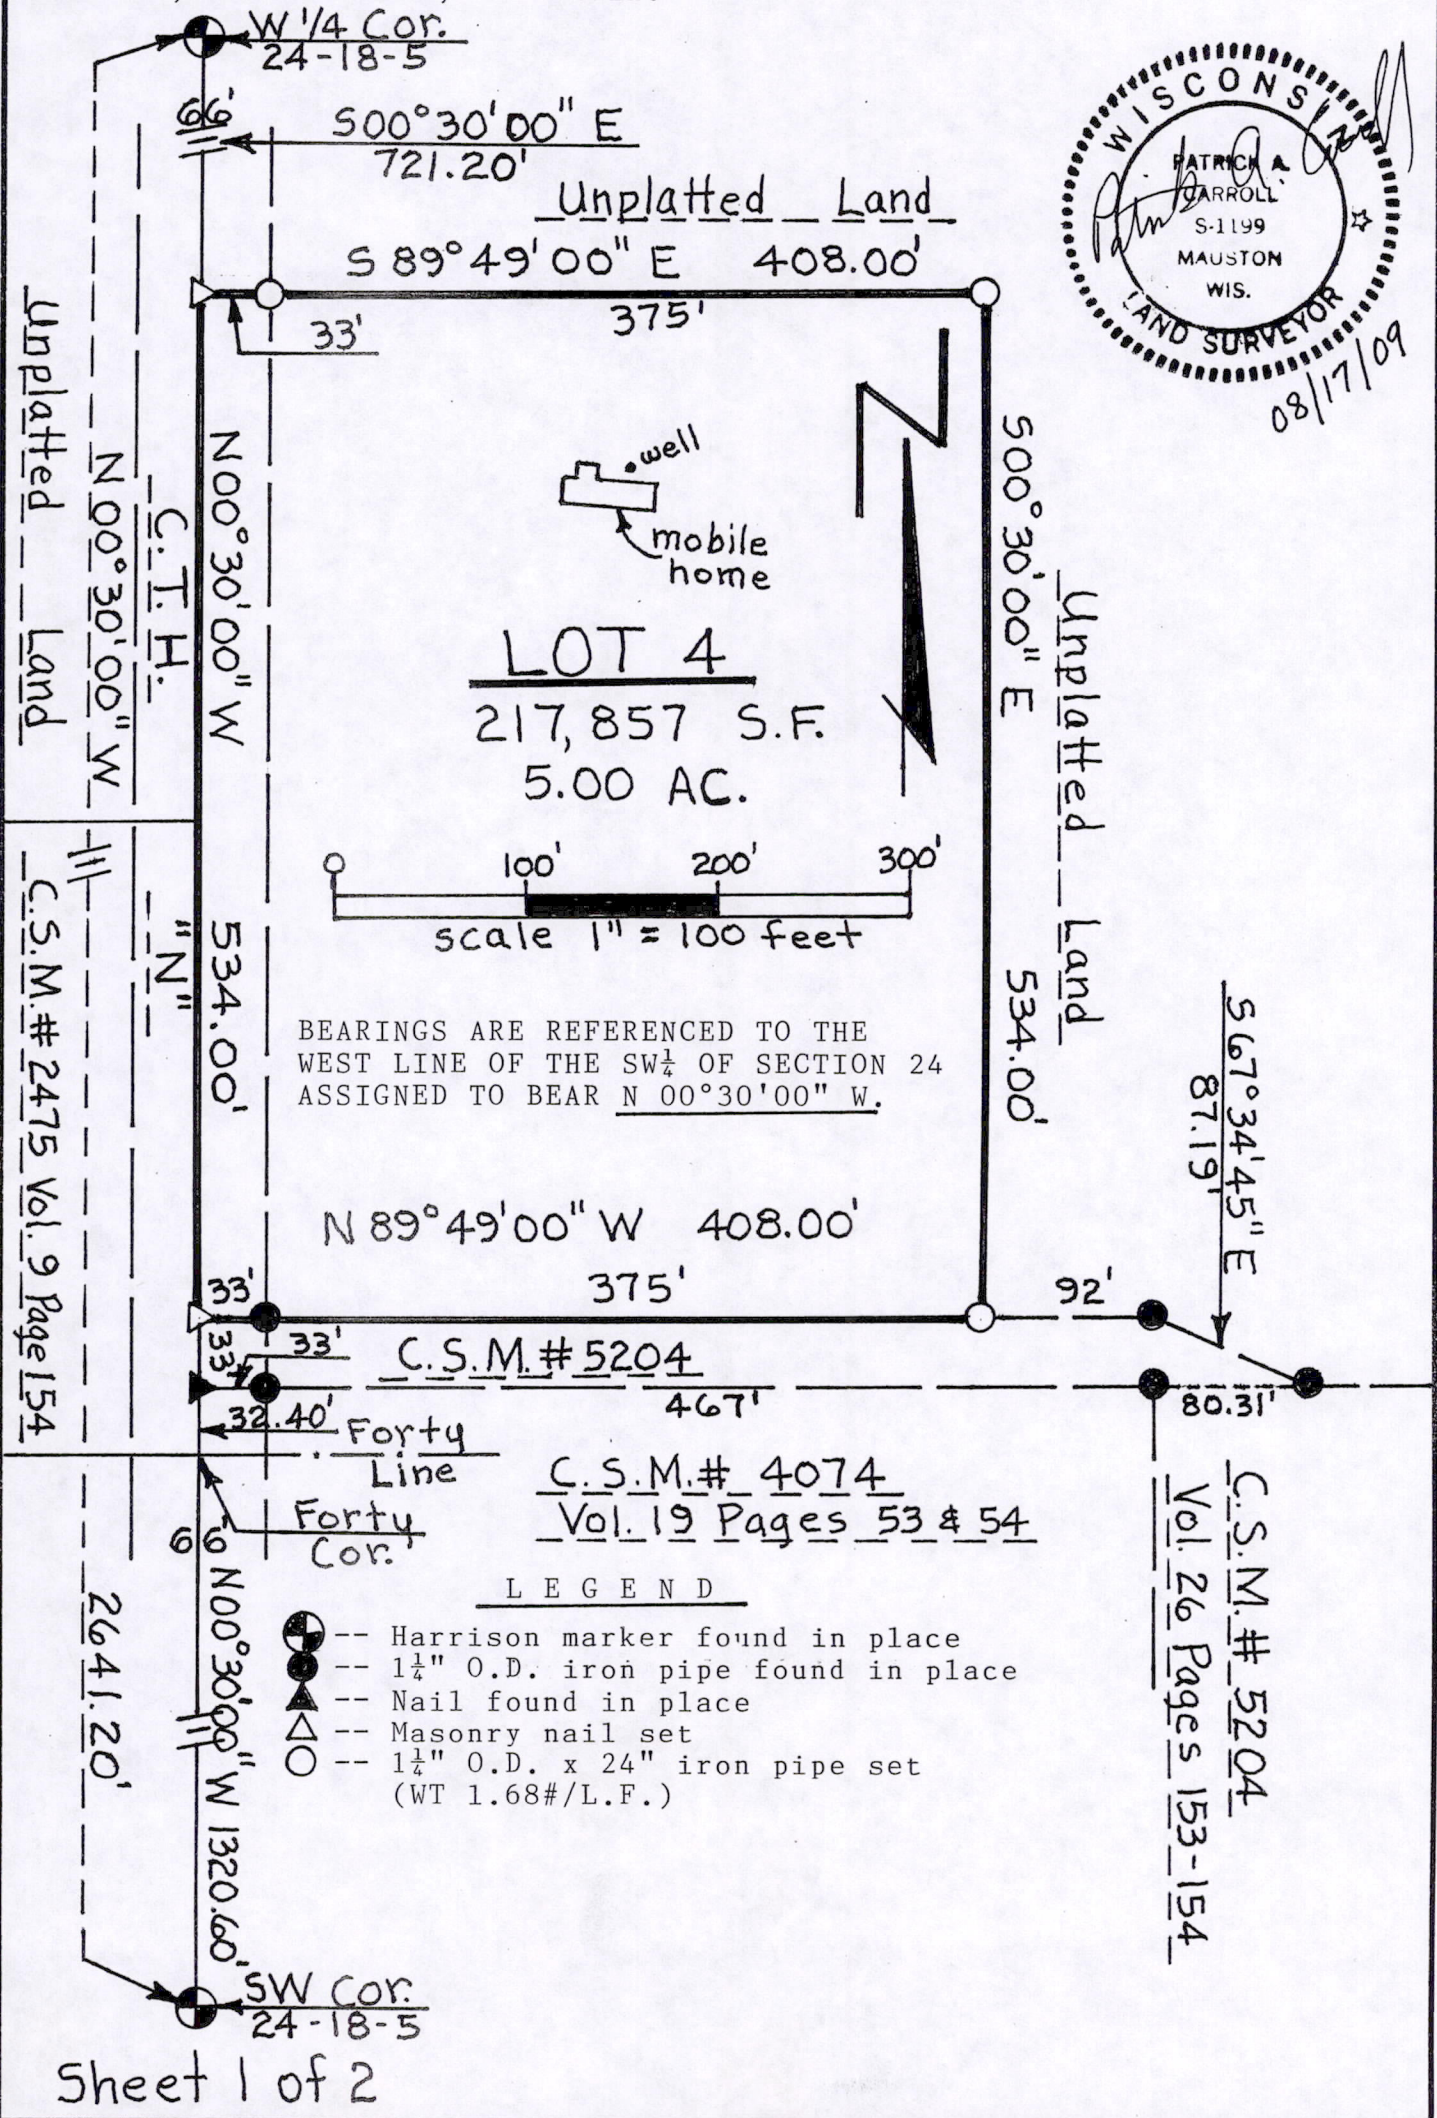 W 1/4 Cor.
24-18-5
66'
S00°30'00" E
721.20'
Unplatted Land
S 89°49'00" E 408.00'
375'
33'
WISCONSIN
PATRICK A.
CARROLL
S-1199
MAUSTON
WIS.
LAND SURVEYOR
08/17/09
Unplatted Land
N00°30'00" W
C. T. H.
"N"
N00°30'00" W
534.00'
well
mobile
home
LOT 4
217,857 S.F.
5.00 AC.
0 100' 200' 300'
scale 1" = 100 feet
S00°30'00" E
534.00'
Unplatted Land
BEARINGS ARE REFERENCED TO THE
WEST LINE OF THE SW¼ OF SECTION 24
ASSIGNED TO BEAR N 00°30'00" W.
S67°34'45" E
87.19'
C.S.M.# 2475 Vol. 9 Page 154
N 89°49'00" W 408.00'
375'
33'
92'
33'
33'
C.S.M.# 5204
467'
80.31'
32.40'
Forty
Line
C.S.M.# 4074
Vol. 19 Pages 53 & 54
Forty
Cor.
66'
N00°30'00" W 1320.60'
2641.20'
C.S.M.# 5204
Vol. 26 Pages 153-154
LEGEND
-- Harrison marker found in place
-- 1¼" O.D. iron pipe found in place
-- Nail found in place
-- Masonry nail set
-- 1¼" O.D. x 24" iron pipe set
(WT 1.68#/L.F.)
SW Cor.
24-18-5
Sheet 1 of 2